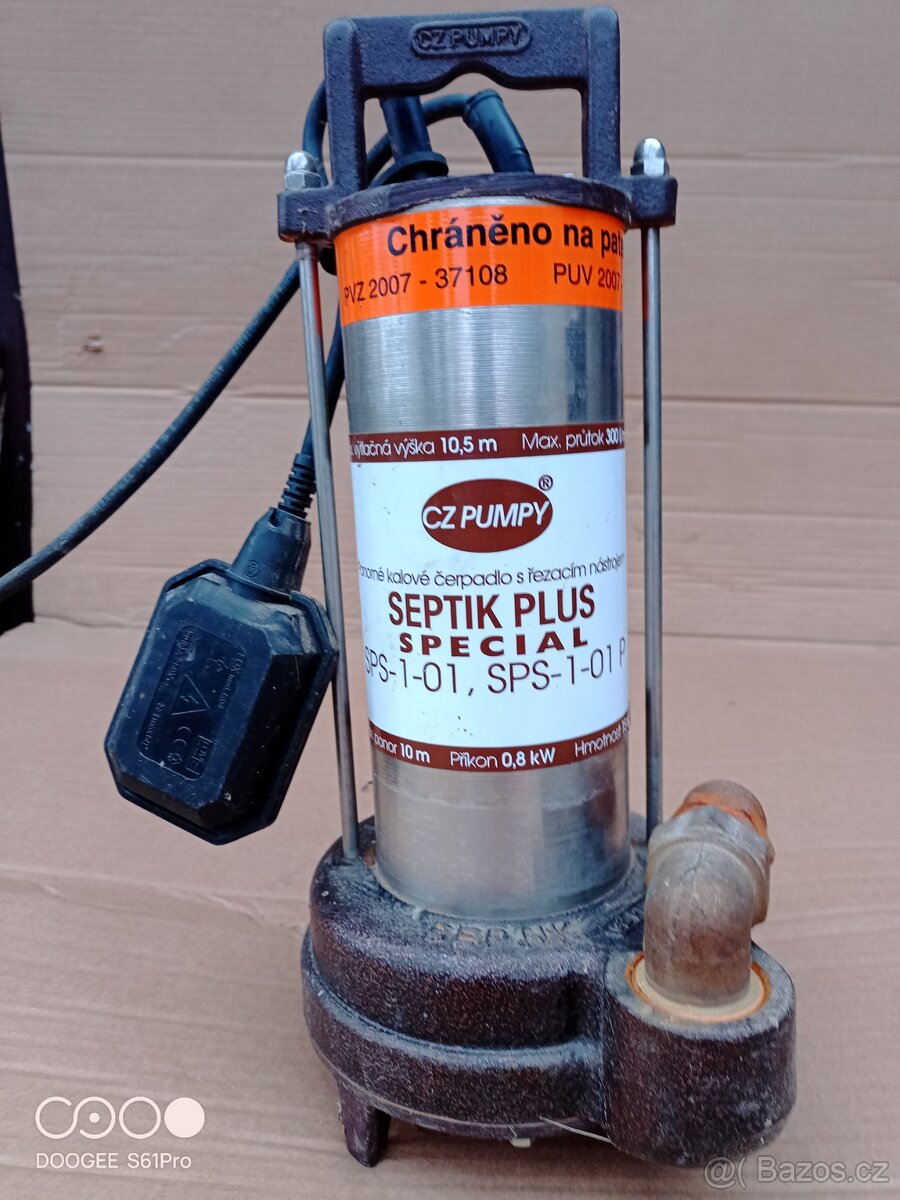 CZ PUMPY
Chráněno na
PVZ 2007 - 37108 PUV 2007
výtlačná výška 10,5 m Max. průtok 300
CZ PUMPY ®
kalové čerpadlo s řezacím nástrojem
SEPTIK PLUS
SPECIAL
SPS-1-01, SPS-1-01 P
ponor 10 m Příkon 0,8 kW Hmotnost
SEPTIK
DOOGEE S61Pro
@( Bazos.cz